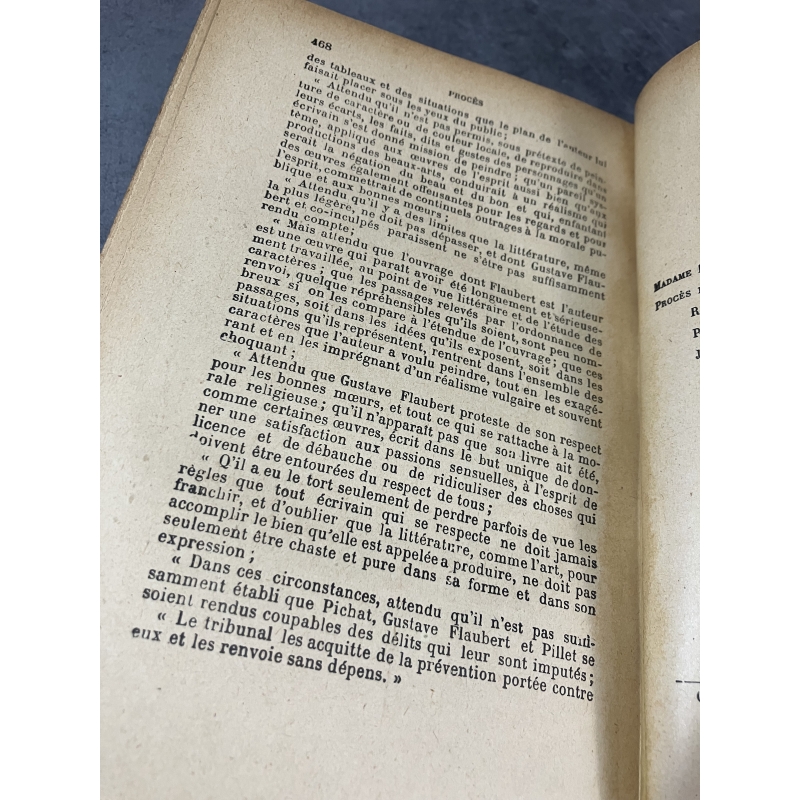 468
PROCÈS
des tableaux et des situations que le plan de l'auteur lui
faisait placer sous les yeux du public;
« Attendu qu'il n'est pas permis, sous prétexte de pein-
ture de caractère ou de couleur locale, de reproduire dans
leurs écarts, les faits, dits et gestes des personnages qu'un
écrivain s'est donné mission de peindre; qu'un pareil sys-
tème, appliqué aux œuvres de l'esprit aussi bien qu'aux
productions des beaux-arts, conduirait à un réalisme qui
serait la négation du beau et du bon et qui, enfantant
des œuvres également offensantes pour les regards et pour
l'esprit, commettrait de continuels outrages à la morale pu-
blique et aux bonnes mœurs;
« Attendu qu'il y a des limites que la littérature, même
la plus légère, ne doit pas dépasser, et dont Gustave Flau-
bert et co-inculpés paraissent ne s'être pas suffisamment
rendu compte;
« Mais attendu que l'ouvrage dont Flaubert est l'auteur
est une œuvre qui paraît avoir été longuement et sérieuse-
ment travaillée, au point de vue littéraire et de l'étude des
caractères; que les passages relevés par l'ordonnance de
renvoi, quelque répréhensibles qu'ils soient, sont peu nom-
breux si on les compare à l'étendue de l'ouvrage; que ces
passages, soit dans les idées qu'ils exposent, soit dans les
situations qu'ils représentent, rentrent dans l'ensemble des
caractères que l'auteur a voulu peindre, tout en les exagé-
rant et en les imprégnant d'un réalisme vulgaire et souvent
choquant;
« Attendu que Gustave Flaubert proteste de son respect
pour les bonnes mœurs, et tout ce qui se rattache à la mo-
rale religieuse; qu'il n'apparaît pas que son livre ait été,
comme certaines œuvres, écrit dans le but unique de don-
ner une satisfaction aux passions sensuelles, à l'esprit de
licence et de débauche ou de ridiculiser des choses qui
doivent être entourées du respect de tous;
« Q'il a eu le tort seulement de perdre parfois de vue les
règles que tout écrivain qui se respecte ne doit jamais
franchir, et d'oublier que la littérature, comme l'art, pour
accomplir le bien qu'elle est appelée a produire, ne doit pas
seulement être chaste et pure dans sa forme et dans son
expression;
« Dans ces circonstances, attendu qu'il n'est pas suffi-
samment établi que Pichat, Gustave Flaubert et Pillet se
soient rendus coupables des délits qui leur sont imputés;
« Le tribunal les acquitte de la prévention portée contre
eux et les renvoie sans dépens. »
MADAME
PROCÈS
R
P
J